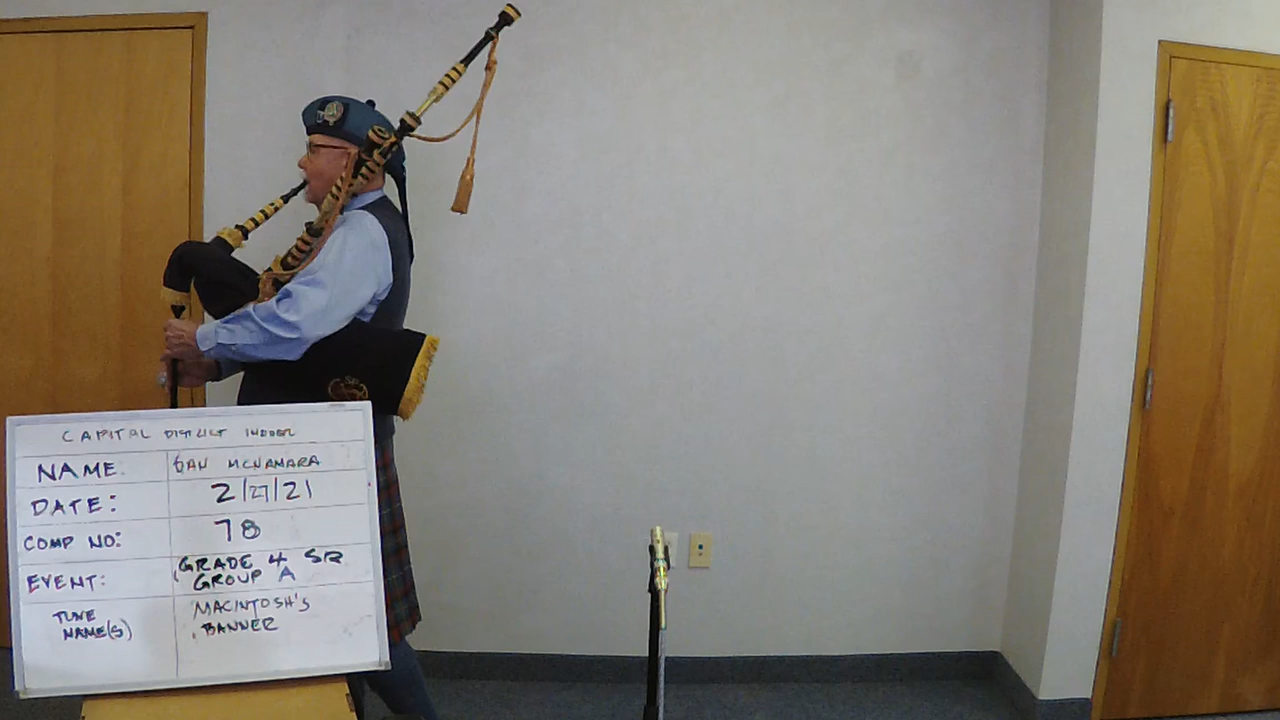 CAPITAL DISTRICT INDOOR
NAME: DAN MCNAMARA
DATE: 2/27/21
COMP NO: 78
EVENT: GRADE 4 SR
GROUP A
TUNE NAME(S) MACINTOSH'S
BANNER